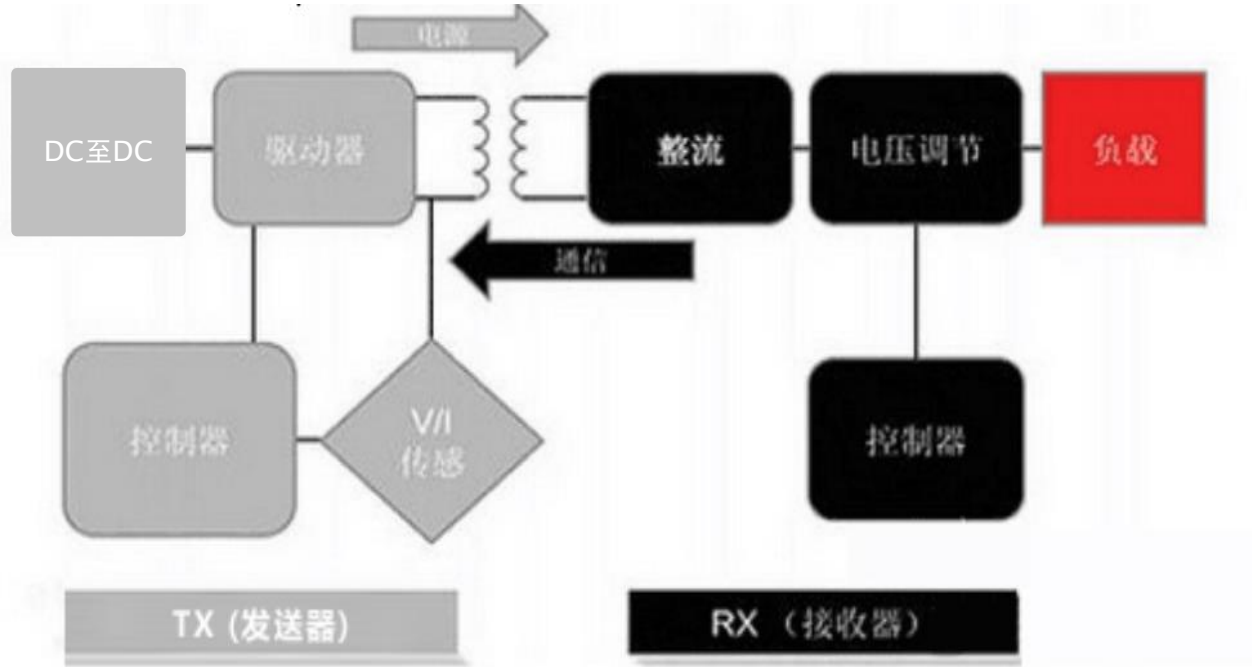 电源
DC至DC
驱动器
整流
电压调节
负战
通信
控制器
V/I
传感
控制器
TX (发送器)
RX （接收器）